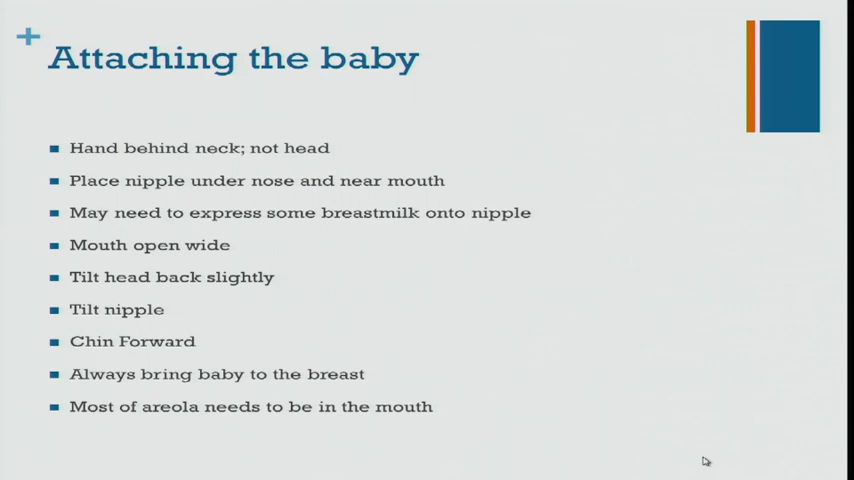 + Attaching the baby
Hand behind neck; not head
Place nipple under nose and near mouth
May need to express some breastmilk onto nipple
Mouth open wide
Tilt head back slightly
Tilt nipple
Chin Forward
Always bring baby to the breast
Most of areola needs to be in the mouth